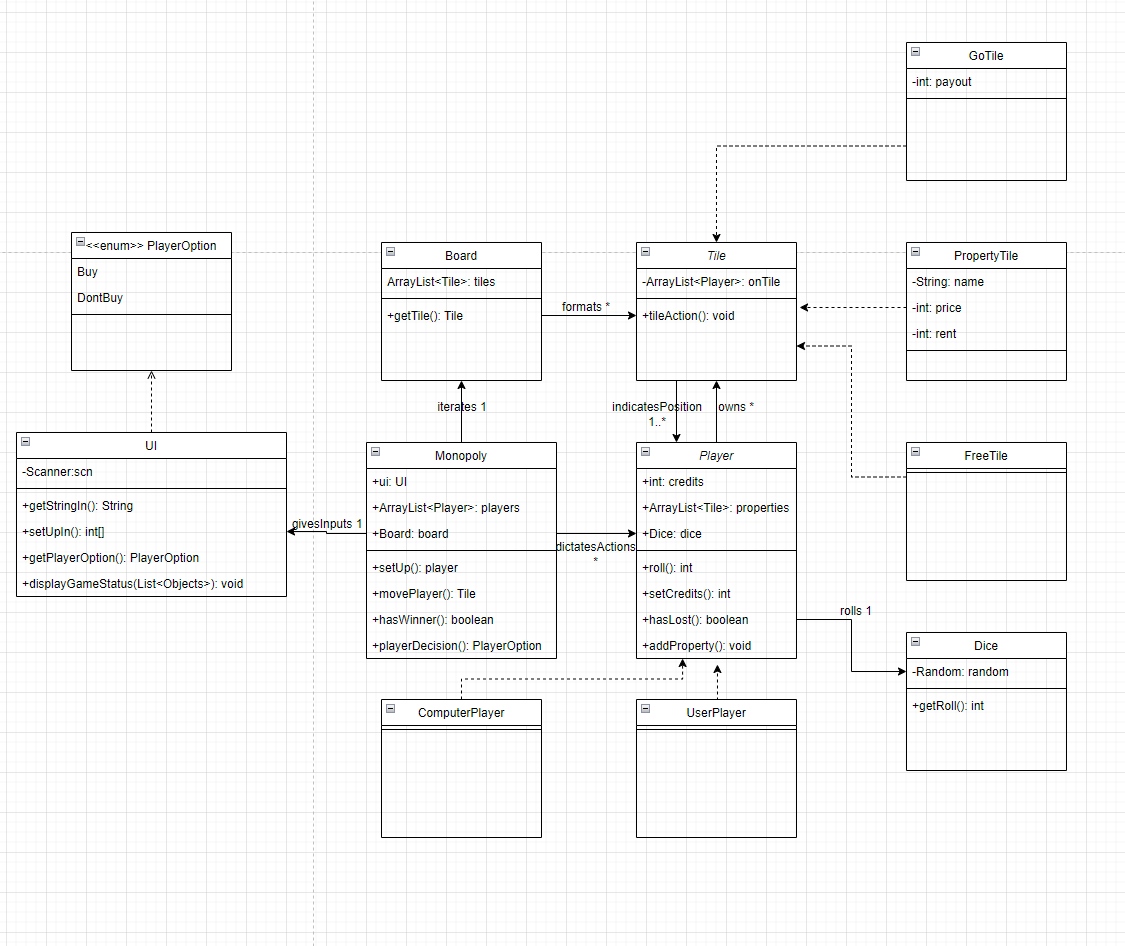 GoTile
-int: payout
<<enum>> PlayerOption
Buy
DontBuy
Board
ArrayList<Tile>: tiles
+getTile(): Tile
formats *
Tile
-ArrayList<Player>: onTile
+tileAction(): void
PropertyTile
-String: name
-int: price
-int: rent
iterates 1
indicatesPosition
1..*
owns *
UI
-Scanner:scn
+getStringIn(): String
+setUpIn(): int[]
+getPlayerOption(): PlayerOption
+displayGameStatus(List<Objects>): void
givesInputs 1
Monopoly
+ui: UI
+ArrayList<Player>: players
+Board: board
+setUp(): player
+movePlayer(): Tile
+hasWinner(): boolean
+playerDecision(): PlayerOption
dictatesActions
*
Player
+int: credits
+ArrayList<Tile>: properties
+Dice: dice
+roll(): int
+setCredits(): int
+hasLost(): boolean
+addProperty(): void
FreeTile
rolls 1
Dice
-Random: random
+getRoll(): int
ComputerPlayer
UserPlayer